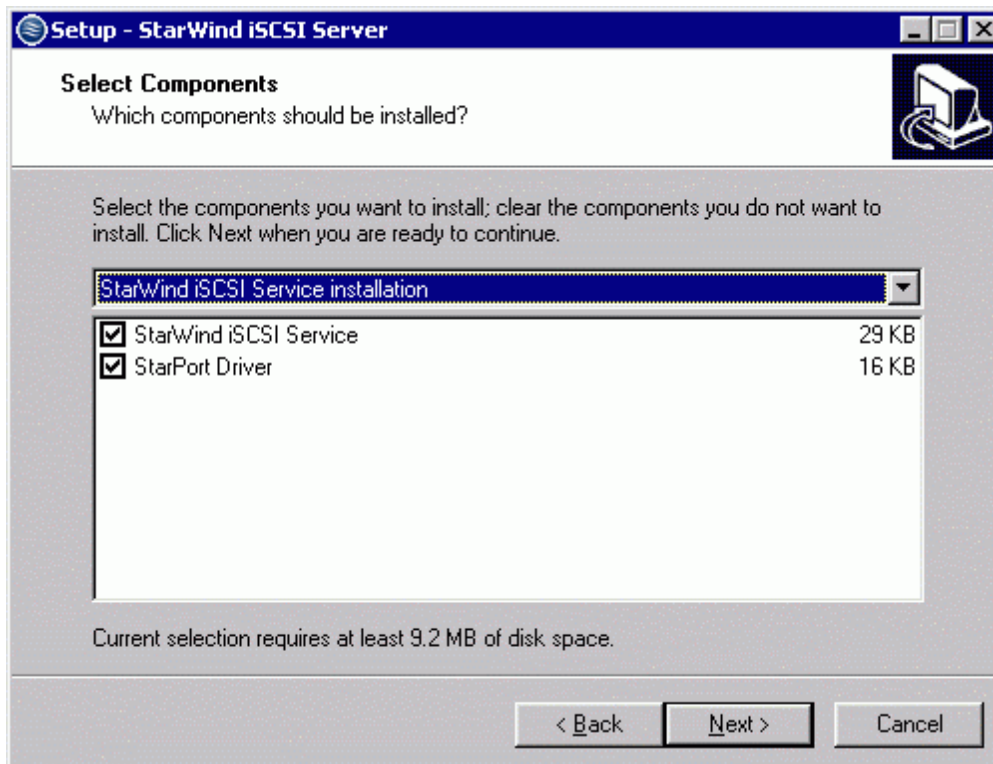 Setup - StarWind iSCSI Server
Select Components
Which components should be installed?
Select the components you want to install; clear the components you do not want to
install. Click Next when you are ready to continue.
StarWind iSCSI Service installation
StarWind iSCSI Service 29 KB
StarPort Driver 16 KB
Current selection requires at least 9.2 MB of disk space.
< Back Next > Cancel